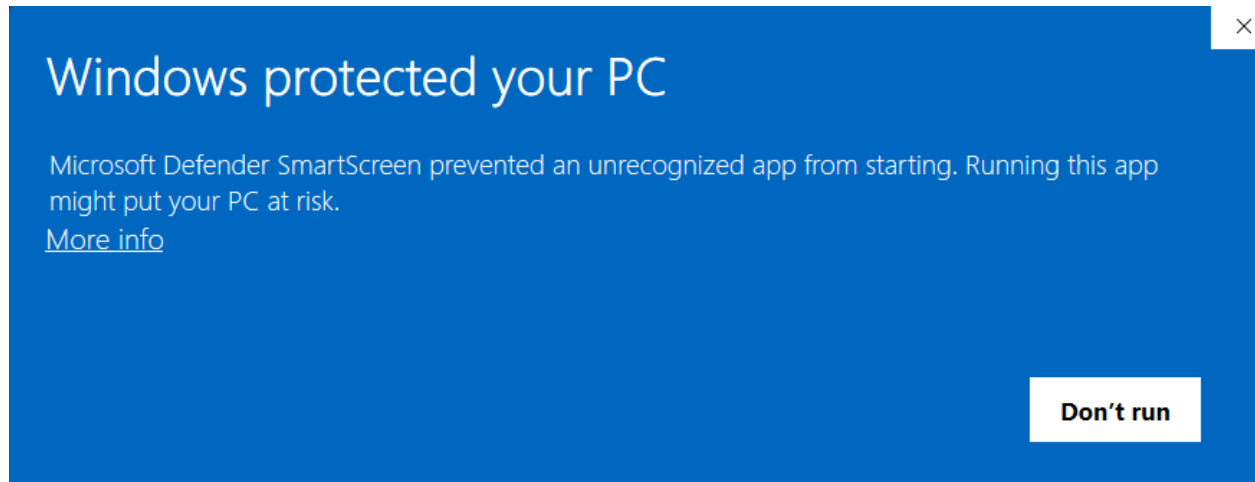 Windows protected your PC
Microsoft Defender SmartScreen prevented an unrecognized app from starting. Running this app
might put your PC at risk.
More info
Don’t run